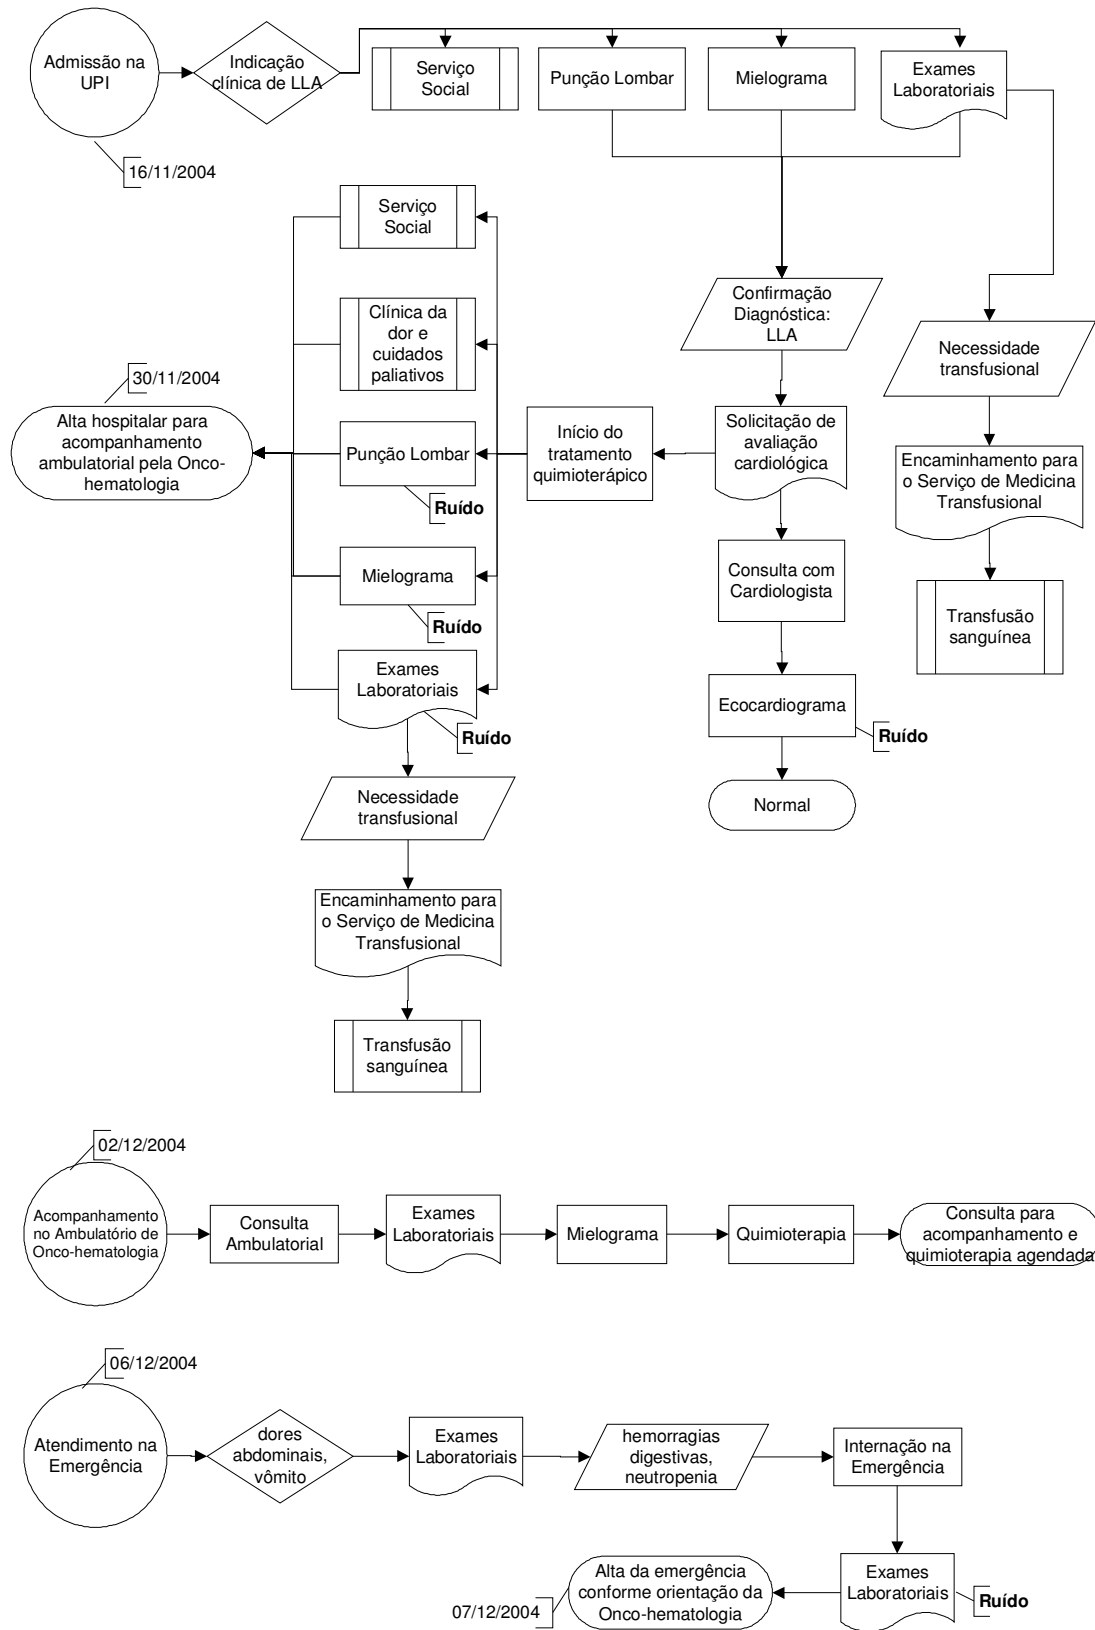 Admissão na
UPI
Indicação
clínica de LLA
Serviço
Social
Punção Lombar
Mielograma
Exames
Laboratoriais
16/11/2004
Serviço
Social
Clínica da
dor e
cuidados
paliativos
Confirmação
Diagnóstica:
LLA
Necessidade
transfusional
30/11/2004
Alta hospitalar para
acompanhamento
ambulatorial pela Onco-
hematologia
Punção Lombar
Ruído
Início do
tratamento
quimioterápico
Solicitação de
avaliação
cardiológica
Encaminhamento para
o Serviço de Medicina
Transfusional
Mielograma
Ruído
Consulta com
Cardiologista
Transfusão
sanguínea
Exames
Laboratoriais
Ruído
Ecocardiograma
Ruído
Normal
Necessidade
transfusional
Encaminhamento para
o Serviço de Medicina
Transfusional
Transfusão
sanguínea
02/12/2004
Acompanhamento
no Ambulatório de
Onco-hematologia
Consulta
Ambulatorial
Exames
Laboratoriais
Mielograma
Quimioterapia
Consulta para
acompanhamento e
quimioterapia agendada
06/12/2004
Atendimento na
Emergência
dores
abdominais,
vômito
Exames
Laboratoriais
hemorragias
digestivas,
neutropenia
Internação na
Emergência
Exames
Laboratoriais
Ruído
Alta da emergência
conforme orientação da
Onco-hematologia
07/12/2004